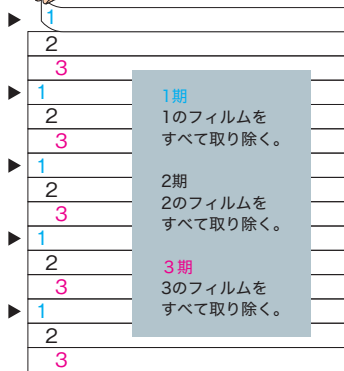 ▶ 1
2
3
▶ 1
2
3
▶ 1
2
3
▶ 1
2
3
▶ 1
2
3
1期
1のフィルムを
すべて取り除く。
2期
2のフィルムを
すべて取り除く。
3期
3のフィルムを
すべて取り除く。